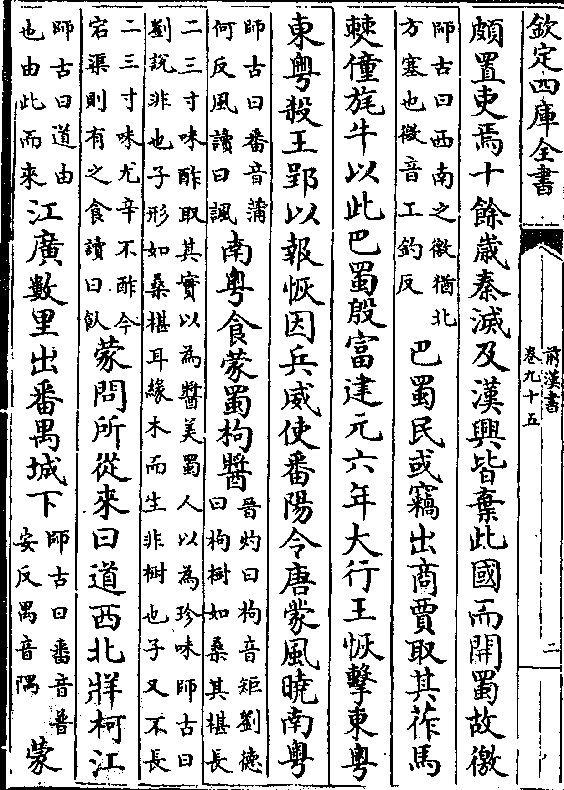 欽定四庫全書
前漢書
卷九十五
二
頗置吏焉十餘歲秦滅及漢興皆棄此國而開蜀故徼
師古曰西南之徼猶北
方塞也徼音工釣反
巴蜀民或竊出商賈取其莋馬
僰僮旄牛以此巴蜀殷富建元六年大行王恢擊東粵
東粵殺王郢以報恢因兵威使番陽令唐蒙風曉南粵
師古曰番音蒲
何反風讀曰諷
南粵食蒙蜀枸醬
晉灼曰枸音矩劉德
曰枸樹如桑其椹長
二三寸味酢取其實以為醬美蜀人以為珍味師古曰
劉說非也子形如桑椹耳緣木而生非樹也子又不長
二三寸味尤辛不酢今
宕渠則有之食讀曰飤
蒙問所從來曰道西北牂柯江
師古曰道由
也由此而來
江廣數里出番禺城下
師古曰番音普
安反禺音隅
蒙